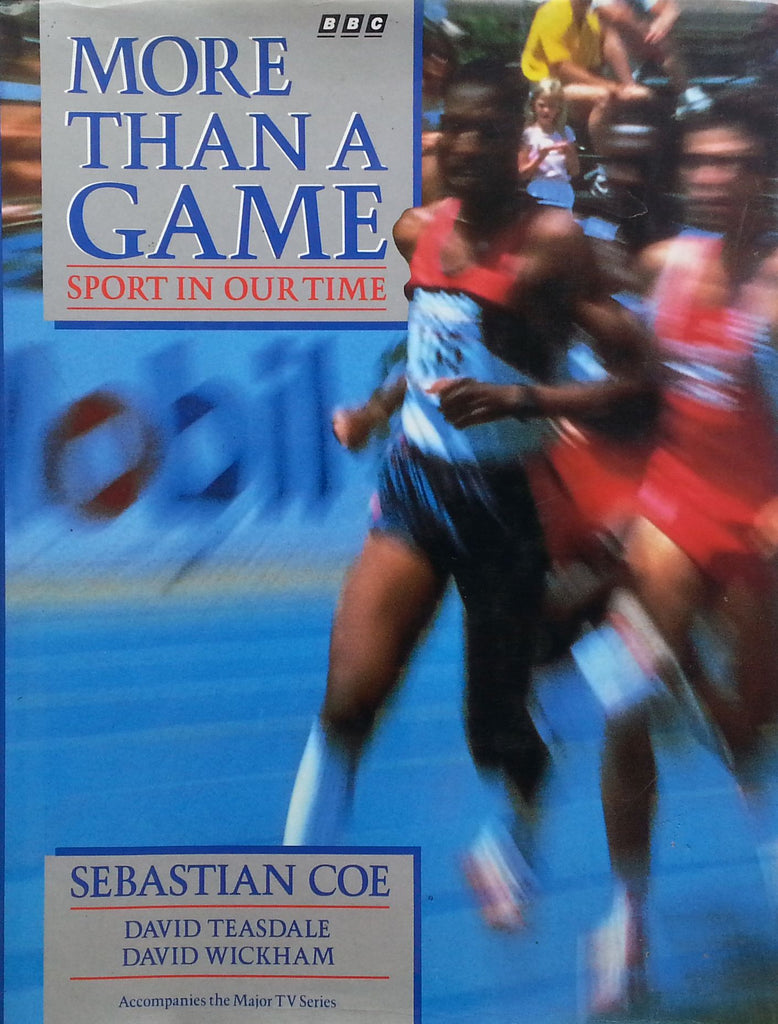 BBC
MORE
THAN A
GAME
SPORT IN OUR TIME
Mobil
SEBASTIAN COE
DAVID TEASDALE
DAVID WICKHAM
Accompanies the Major TV Series